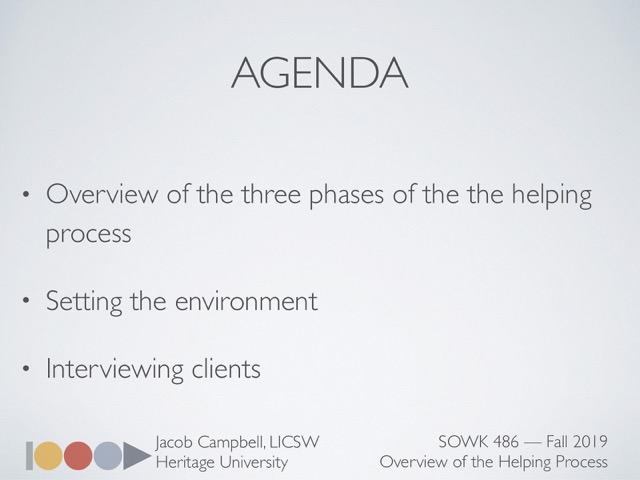 AGENDA
• Overview of the three phases of the the helping
process
• Setting the environment
• Interviewing clients
Jacob Campbell, LICSW
Heritage University
SOWK 486 — Fall 2019
Overview of the Helping Process